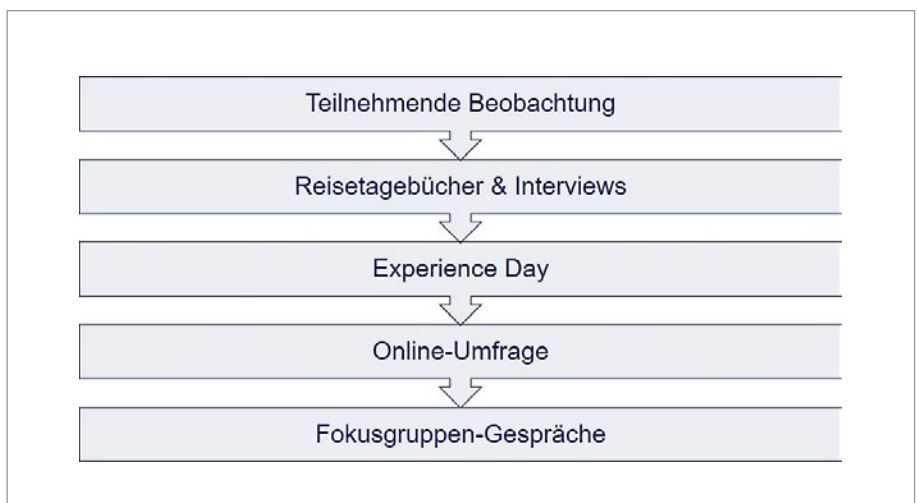 Teilnehmende Beobachtung
Reisetagebücher & Interviews
Experience Day
Online-Umfrage
Fokusgruppen-Gespräche